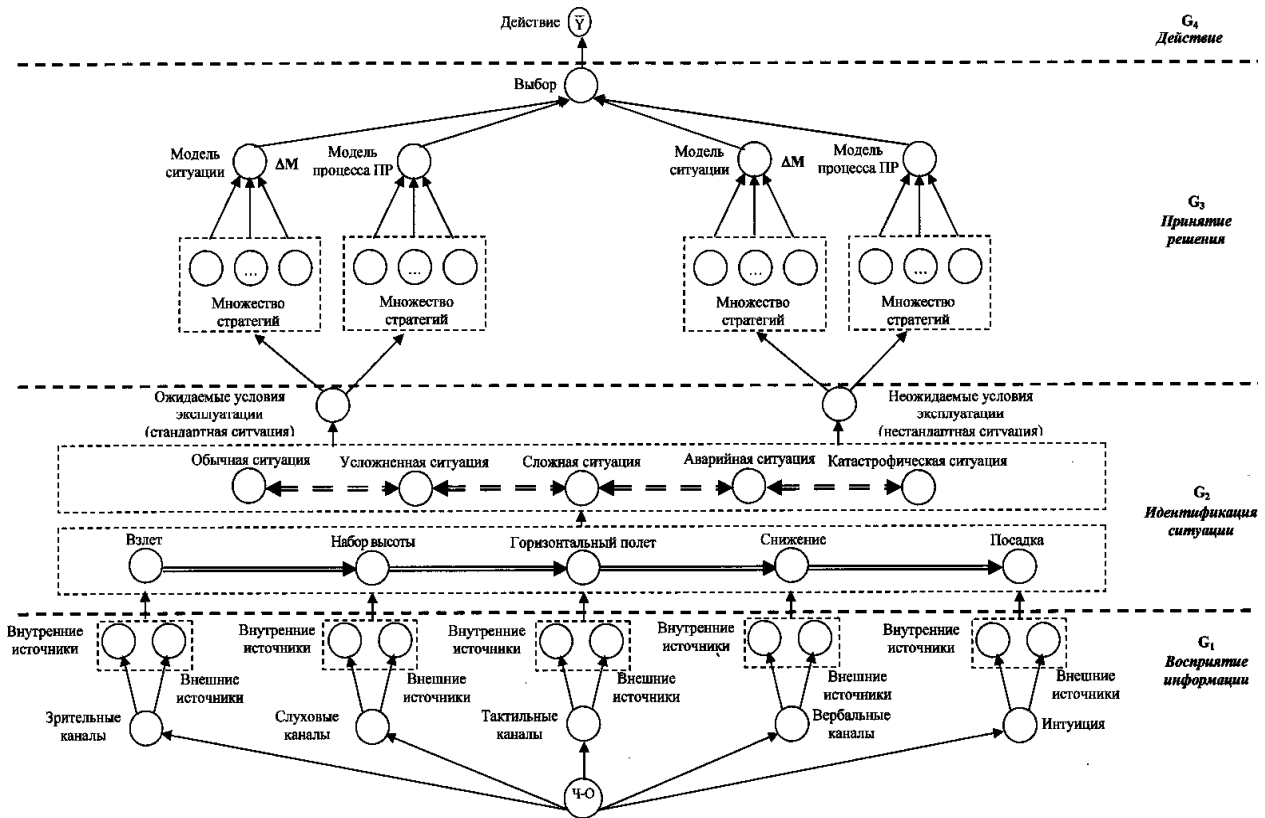 Действие
Ȳ
G₄
Действие
Выбор
Модель
ситуации
ΔM
Модель
процесса ПР
Модель
ситуации
ΔM
Модель
процесса ПР
G₃
Принятие
решения
...
...
...
...
Множество
стратегий
Множество
стратегий
Множество
стратегий
Множество
стратегий
Ожидаемые условия
эксплуатации
(стандартная ситуация)
Неожидаемые условия
эксплуатации
(нестандартная ситуация)
Обычная ситуация
Усложненная ситуация
Сложная ситуация
Аварийная ситуация
Катастрофическая ситуация
G₂
Идентификация
ситуации
Взлет
Набор высоты
Горизонтальный полет
Снижение
Посадка
Внутренние
источники
Внутренние
источники
Внутренние
источники
Внутренние
источники
Внутренние
источники
G₁
Восприятие
информации
Внешние
источники
Внешние
источники
Внешние
источники
Внешние
источники
Внешние
источники
Зрительные
каналы
Слуховые
каналы
Тактильные
каналы
Вербальные
каналы
Интуиция
Ч-О